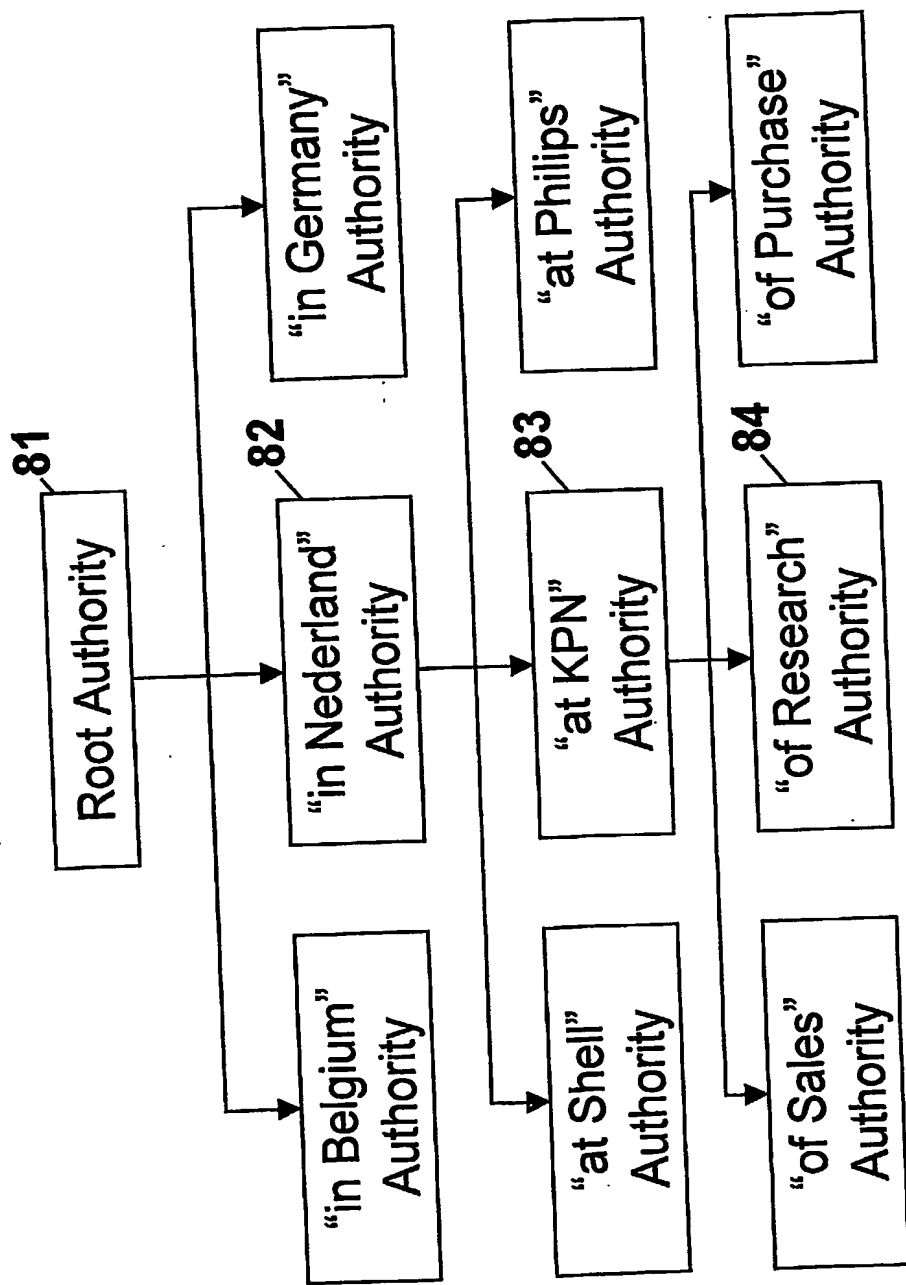 81
Root Authority
82
“in Belgium”
Authority
“in Nederland”
Authority
“in Germany”
Authority
83
“at Shell”
Authority
“at KPN”
Authority
“at Philips”
Authority
84
“of Sales”
Authority
“of Research”
Authority
“of Purchase”
Authority